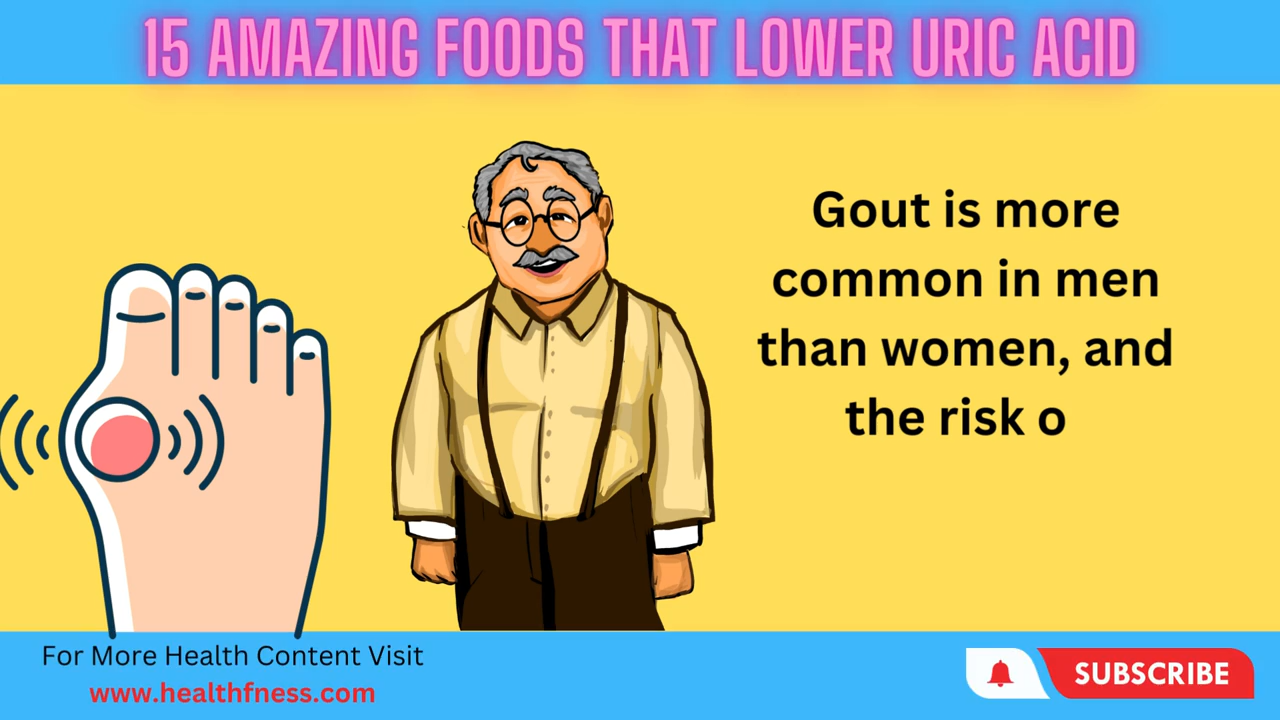 15 AMAZING FOODS THAT LOWER URIC ACID
Gout is more
common in men
than women, and
the risk o
For More Health Content Visit
www.healthfness.com
SUBSCRIBE